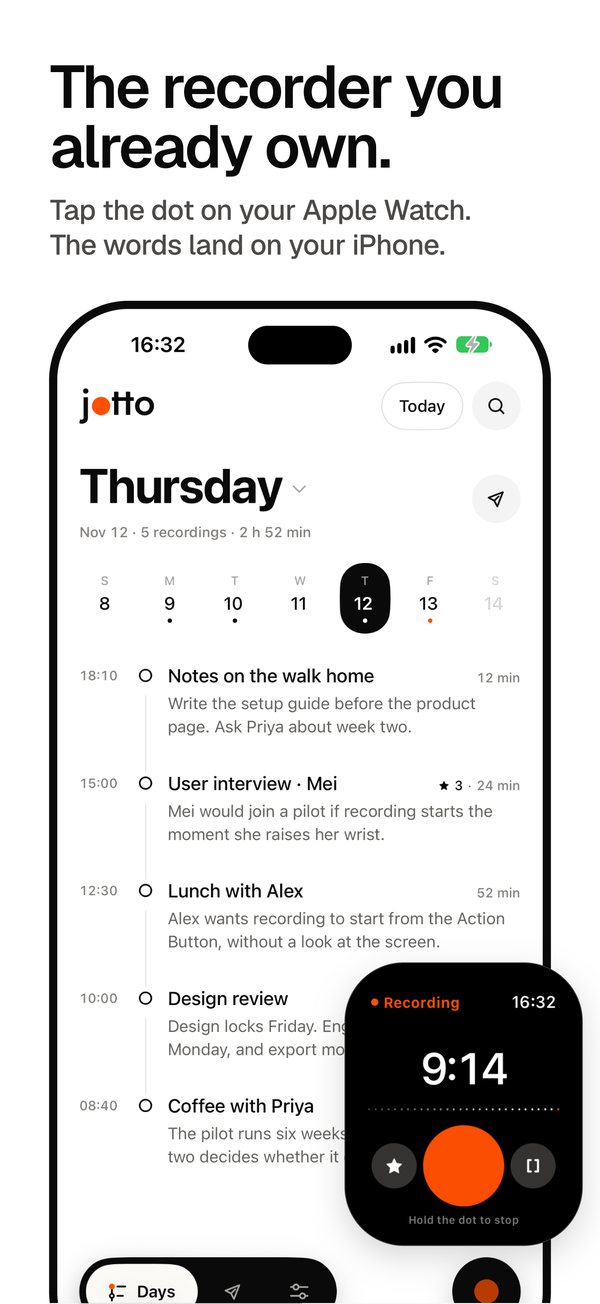 The recorder you
already own.
Tap the dot on your Apple Watch.
The words land on your iPhone.
16:32
jotto
Today
Thursday
Nov 12 · 5 recordings · 2 h 52 min
S M T W T F S
8 9 10 11 12 13 14
18:10 Notes on the walk home 12 min
Write the setup guide before the product
page. Ask Priya about week two.
15:00 User interview · Mei ★ 3 · 24 min
Mei would join a pilot if recording starts the
moment she raises her wrist.
12:30 Lunch with Alex 52 min
Alex wants recording to start from the Action
Button, without a look at the screen.
10:00 Design review
Design locks Friday.
Monday, and export
08:40 Coffee with Priya
The pilot runs six weeks
two decides whether it
Recording 16:32
9:14
Hold the dot to stop
Days